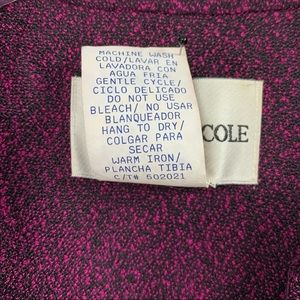 MACHINE WASH
COLD/LAVAR EN
LAVADORA CON
AGUA FRIA
GENTLE CYCLE/
CICLO DELICADO
DO NOT USE
BLEACH/ NO USAR
BLANQUEADOR
HANG TO DRY/
COLGAR PARA
SECAR
WARM IRON/
PLANCHA TIBIA
C/T# 502021
COLE